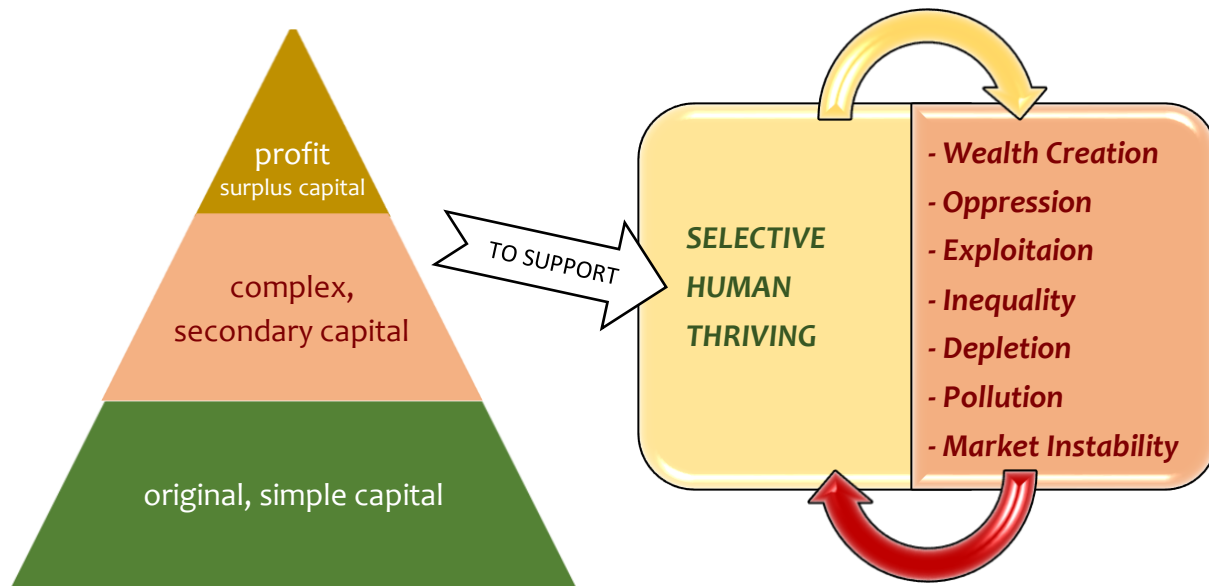 profit
surplus capital
complex,
secondary capital
original, simple capital
TO SUPPORT
SELECTIVE
HUMAN
THRIVING
- Wealth Creation
- Oppression
- Exploitaion
- Inequality
- Depletion
- Pollution
- Market Instability